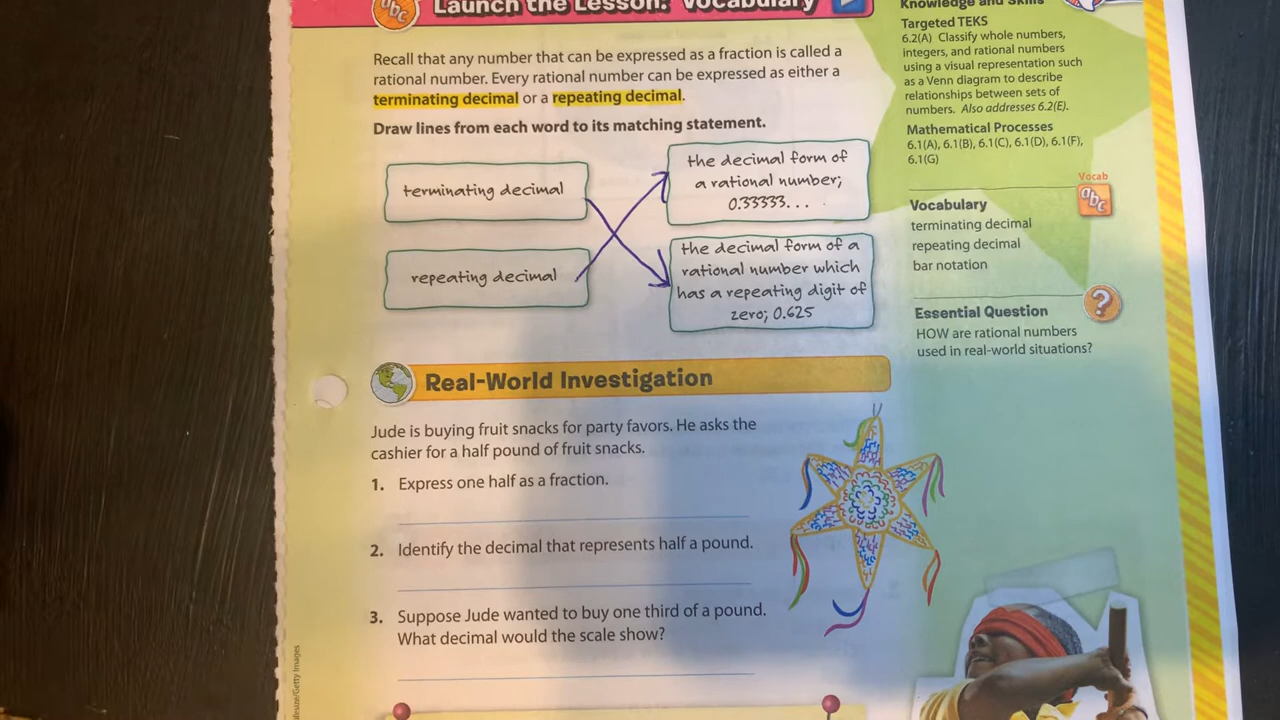 abc
Launch the Lesson: Vocabulary
Recall that any number that can be expressed as a fraction is called a
rational number. Every rational number can be expressed as either a
terminating decimal or a repeating decimal.
Draw lines from each word to its matching statement.
terminating decimal
repeating decimal
the decimal form of
a rational number;
0.33333. . .
the decimal form of a
rational number which
has a repeating digit of
zero; 0.625
Real-World Investigation
Jude is buying fruit snacks for party favors. He asks the
cashier for a half pound of fruit snacks.
1. Express one half as a fraction.
2. Identify the decimal that represents half a pound.
3. Suppose Jude wanted to buy one third of a pound.
What decimal would the scale show?
Knowledge and Skills
Targeted TEKS
6.2(A) Classify whole numbers,
integers, and rational numbers
using a visual representation such
as a Venn diagram to describe
relationships between sets of
numbers. Also addresses 6.2(E).
Mathematical Processes
6.1(A), 6.1(B), 6.1(C), 6.1(D), 6.1(F),
6.1(G)
Vocab
abc
Vocabulary
terminating decimal
repeating decimal
bar notation
Essential Question
?
HOW are rational numbers
used in real-world situations?
/Getty Images